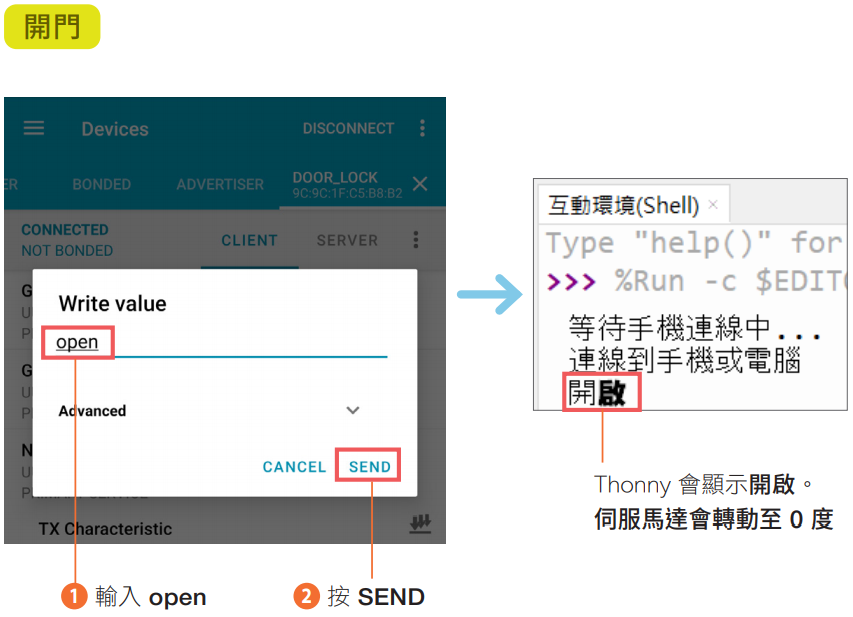 開門
Devices
DISCONNECT
ER
BONDED
ADVERTISER
DOOR_LOCK
9C:9C:1F:C5:B8:B2
CONNECTED
NOT BONDED
CLIENT
SERVER
G
U
P
Write value
open
G
U
P
Advanced
N
U
CANCEL
SEND
TX Characteristic
互動環境(Shell)
Type "help()" for
>>> %Run -c $EDITO
等待手機連線中...
連線到手機或電腦
開啟
Thonny 會顯示開啟。
伺服馬達會轉動至 0 度
1 輸入 open
2 按 SEND